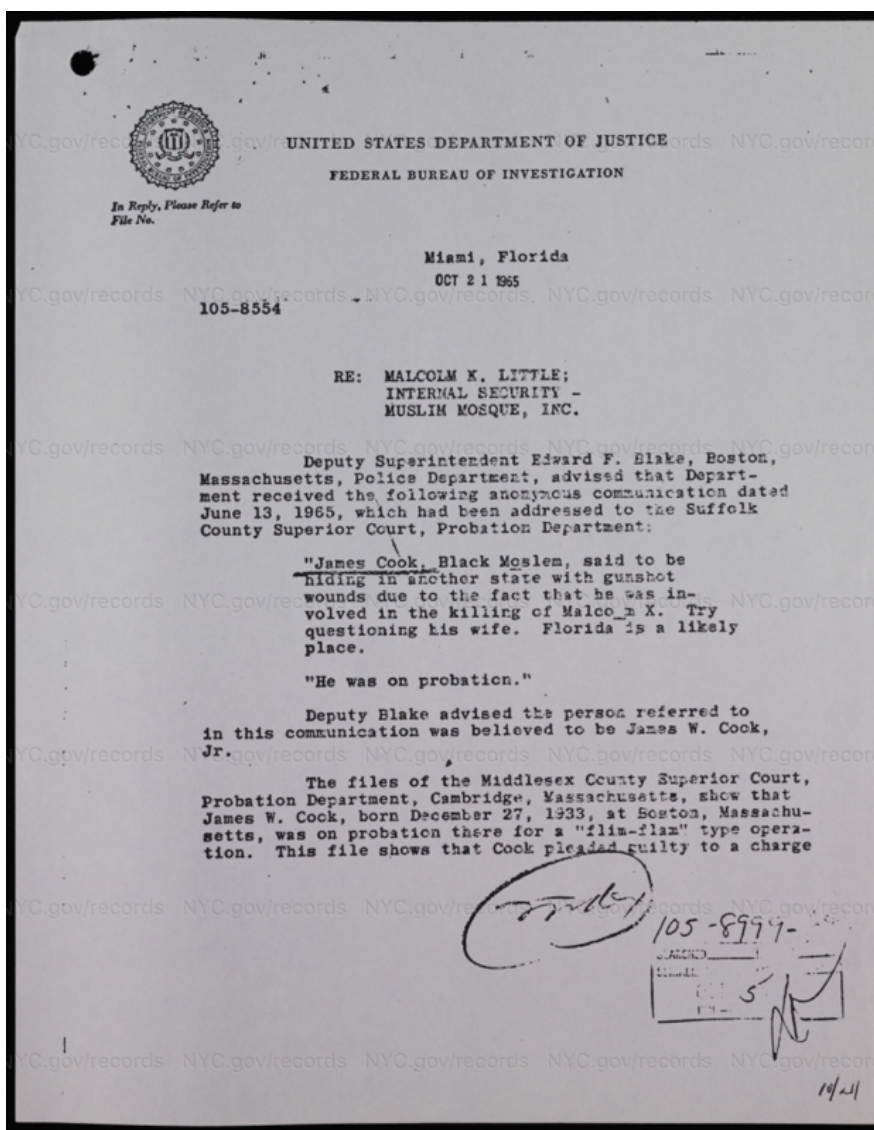 UNITED STATES DEPARTMENT OF JUSTICE
FEDERAL BUREAU OF INVESTIGATION
In Reply, Please Refer to
File No.
Miami, Florida
OCT 21 1965
105-8554
RE: MALCOLM K. LITTLE;
INTERNAL SECURITY -
MUSLIM MOSQUE, INC.
Deputy Superintendent Edward F. Blake, Boston,
Massachusetts, Police Department, advised that Depart-
ment received the following anonymous communication dated
June 13, 1965, which had been addressed to the Suffolk
County Superior Court, Probation Department:
"James Cook, Black Moslem, said to be
hiding in another state with gunshot
wounds due to the fact that he was in-
volved in the killing of Malco_m X. Try
questioning his wife. Florida is a likely
place.
"He was on probation."
Deputy Blake advised the person referred to
in this communication was believed to be James W. Cook,
Jr.
The files of the Middlesex County Superior Court,
Probation Department, Cambridge, Massachusetts, show that
James W. Cook, born December 27, 1933, at Boston, Massachu-
setts, was on probation there for a "flim-flam" type opera-
tion. This file shows that Cook pleaded guilty to a charge
105-8999-
5
NYC.gov/records